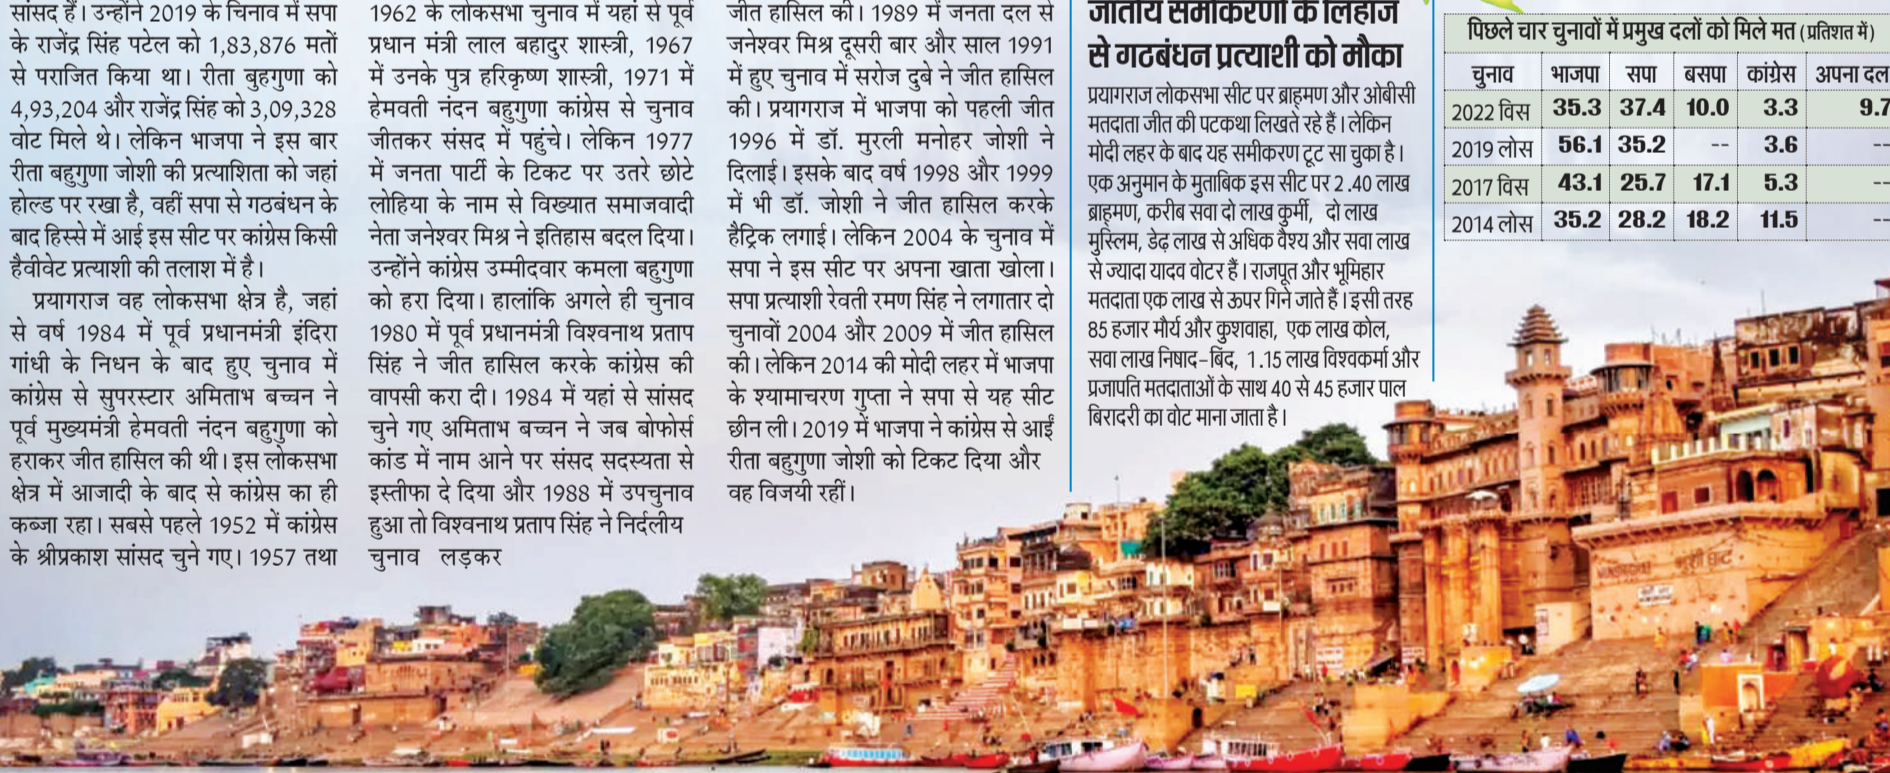 सांसद हैं। उन्होंने 2019 के चिनाव में सपा
के राजेंद्र सिंह पटेल को 1,83,876 मतों
से पराजित किया था। रीता बुहगुणा को
4,93,204 और राजेंद्र सिंह को 3,09,328
वोट मिले थे। लेकिन भाजपा ने इस बार
रीता बहुगुणा जोशी की प्रत्याशिता को जहां
होल्ड पर रखा है, वहीं सपा से गठबंधन के
बाद हिस्से में आई इस सीट पर कांग्रेस किसी
हैवीवेट प्रत्याशी की तलाश में है।
प्रयागराज वह लोकसभा क्षेत्र है, जहां
से वर्ष 1984 में पूर्व प्रधानमंत्री इंदिरा
गांधी के निधन के बाद हुए चुनाव में
कांग्रेस से सुपरस्टार अमिताभ बच्चन ने
पूर्व मुख्यमंत्री हेमवती नंदन बहुगुणा को
हराकर जीत हासिल की थी। इस लोकसभा
क्षेत्र में आजादी के बाद से कांग्रेस का ही
कब्जा रहा। सबसे पहले 1952 में कांग्रेस
के श्रीप्रकाश सांसद चुने गए। 1957 तथा
1962 के लोकसभा चुनाव में यहां से पूर्व
प्रधान मंत्री लाल बहादुर शास्त्री, 1967
में उनके पुत्र हरिकृष्ण शास्त्री, 1971 में
हेमवती नंदन बहुगुणा कांग्रेस से चुनाव
जीतकर संसद में पहुंचे। लेकिन 1977
में जनता पार्टी के टिकट पर उतरे छोटे
लोहिया के नाम से विख्यात समाजवादी
नेता जनेश्वर मिश्र ने इतिहास बदल दिया।
उन्होंने कांग्रेस उम्मीदवार कमला बहुगुणा
को हरा दिया। हालांकि अगले ही चुनाव
1980 में पूर्व प्रधानमंत्री विश्वनाथ प्रताप
सिंह ने जीत हासिल करके कांग्रेस की
वापसी करा दी। 1984 में यहां से सांसद
चुने गए अमिताभ बच्चन ने जब बोफोर्स
कांड में नाम आने पर संसद सदस्यता से
इस्तीफा दे दिया और 1988 में उपचुनाव
हुआ तो विश्वनाथ प्रताप सिंह ने निर्दलीय
चुनाव लड़कर
जीत हासिल की। 1989 में जनता दल से
जनेश्वर मिश्र दूसरी बार और साल 1991
में हुए चुनाव में सरोज दुबे ने जीत हासिल
की। प्रयागराज में भाजपा को पहली जीत
1996 में डॉ. मुरली मनोहर जोशी ने
दिलाई। इसके बाद वर्ष 1998 और 1999
में भी डॉ. जोशी ने जीत हासिल करके
हैट्रिक लगाई। लेकिन 2004 के चुनाव में
सपा ने इस सीट पर अपना खाता खोला।
सपा प्रत्याशी रेवती रमण सिंह ने लगातार दो
चुनावों 2004 और 2009 में जीत हासिल
की। लेकिन 2014 की मोदी लहर में भाजपा
के श्यामाचरण गुप्ता ने सपा से यह सीट
छीन ली। 2019 में भाजपा ने कांग्रेस से आईं
रीता बहुगुणा जोशी को टिकट दिया और
वह विजयी रहीं।
जातीय समीकरणों के लिहाज
से गठबंधन प्रत्याशी को मौका
प्रयागराज लोकसभा सीट पर ब्राह्मण और ओबीसी
मतदाता जीत की पटकथा लिखते रहे हैं। लेकिन
मोदी लहर के बाद यह समीकरण टूट सा चुका है।
एक अनुमान के मुताबिक इस सीट पर 2.40 लाख
ब्राह्मण, करीब सवा दो लाख कुर्मी, दो लाख
मुस्लिम, डेढ़ लाख से अधिक वैश्य और सवा लाख
से ज्यादा यादव वोटर हैं। राजपूत और भूमिहार
मतदाता एक लाख से ऊपर गिने जाते हैं। इसी तरह
85 हजार मौर्य और कुशवाहा, एक लाख कोल,
सवा लाख निषाद-बिंद, 1.15 लाख विश्वकर्मा और
प्रजापति मतदाताओं के साथ 40 से 45 हजार पाल
बिरादरी का वोट माना जाता है।
पिछले चार चुनावों में प्रमुख दलों को मिले मत (प्रतिशत में)
चुनाव भाजपा सपा बसपा कांग्रेस अपना दल
2022 विस 35.3 37.4 10.0 3.3 9.7
2019 लोस 56.1 35.2 -- 3.6 --
2017 विस 43.1 25.7 17.1 5.3 --
2014 लोस 35.2 28.2 18.2 11.5 --